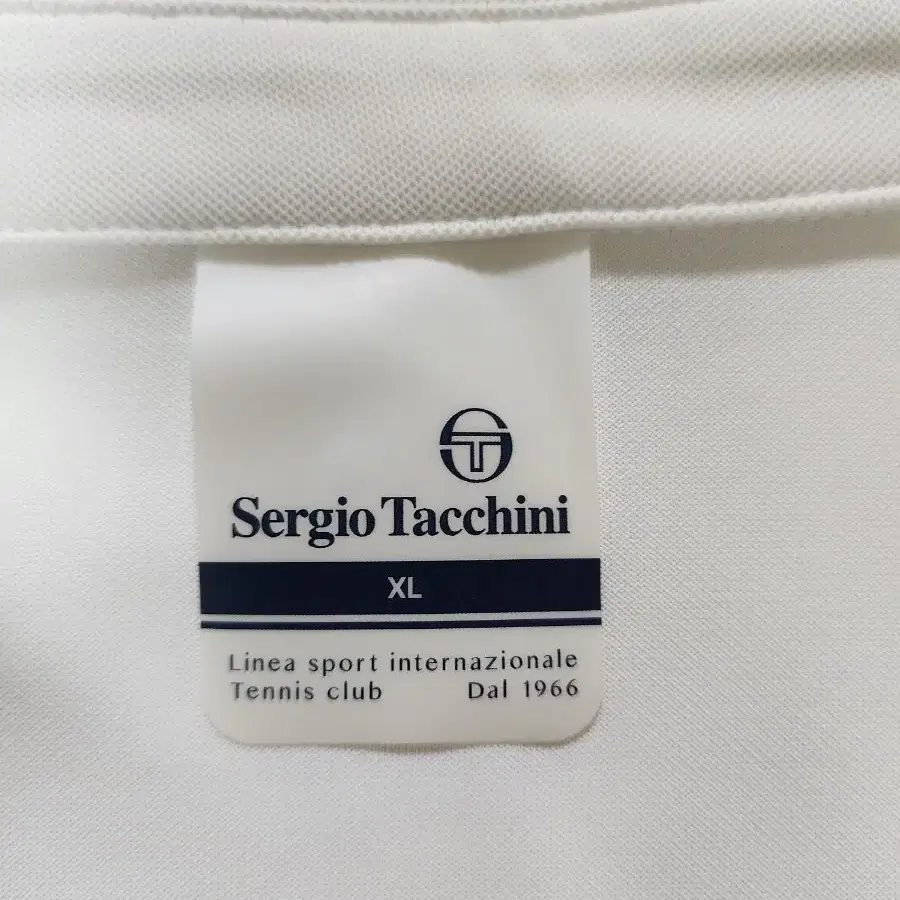 Sergio Tacchini
XL
Linea sport internazionale
Tennis club Dal 1966